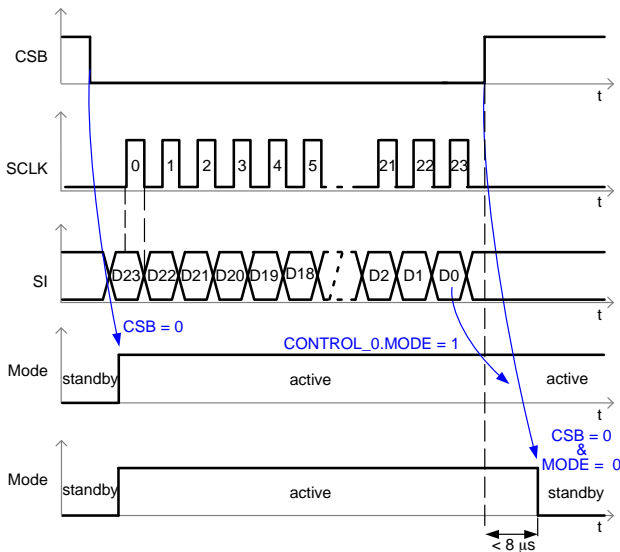 CSB
t
SCLK
0 1 2 3 4 5 21 22 23
t
SI
D23 D22 D21 D20 D19 D18 D2 D1 D0
t
CSB = 0
CONTROL_0.MODE = 1
Mode
standby active active
t
CSB = 0
&
MODE = 0
Mode
standby active standby
t
< 8 µs